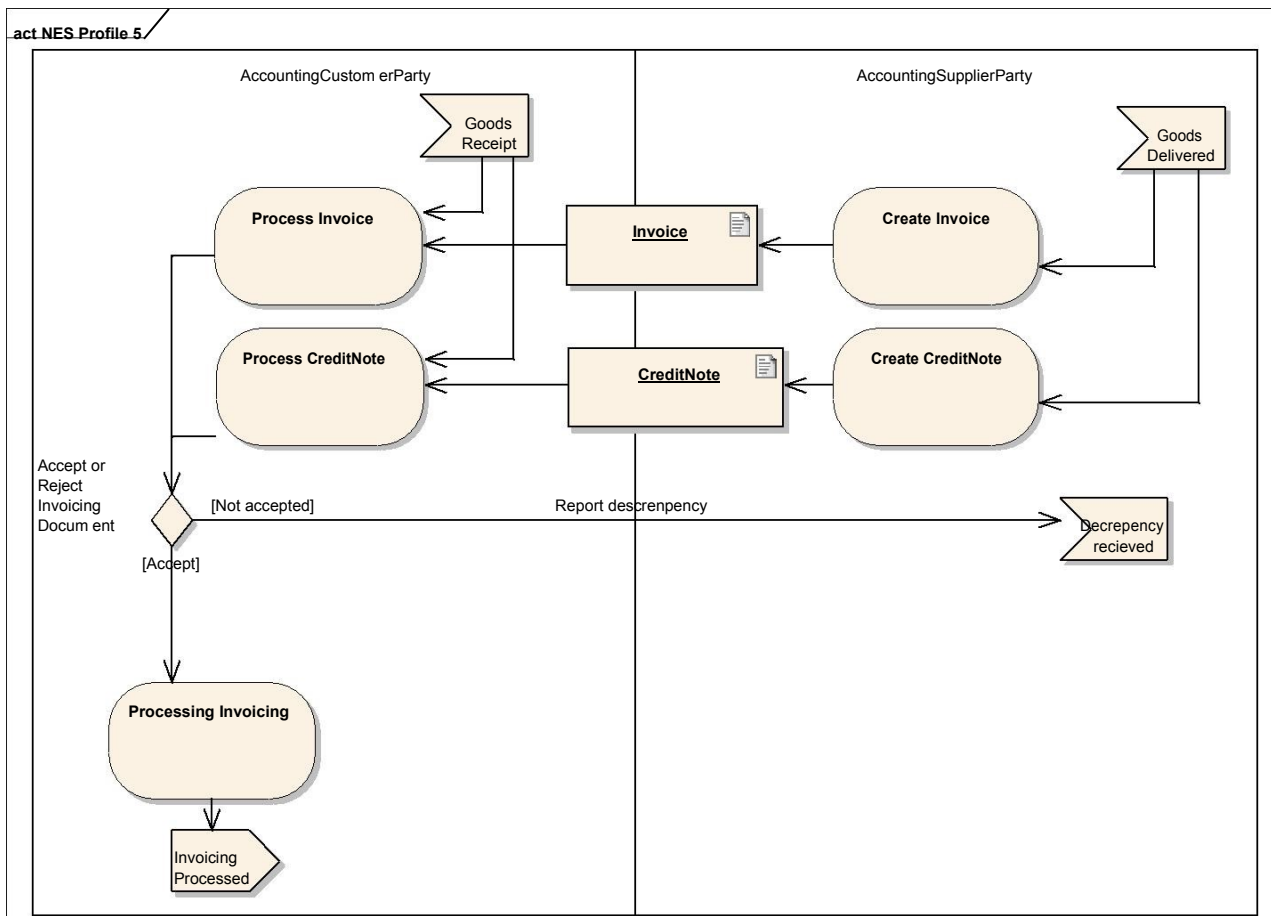 act NES Profile 5
AccountingCustom erParty
AccountingSupplierParty
Goods
Receipt
Goods
Delivered
Process Invoice
Invoice
Create Invoice
Process CreditNote
CreditNote
Create CreditNote
Accept or
Reject
Invoicing
Docum ent
[Not accepted]
Report descrenpency
Decrepency
recieved
[Accept]
Processing Invoicing
Invoicing
Processed